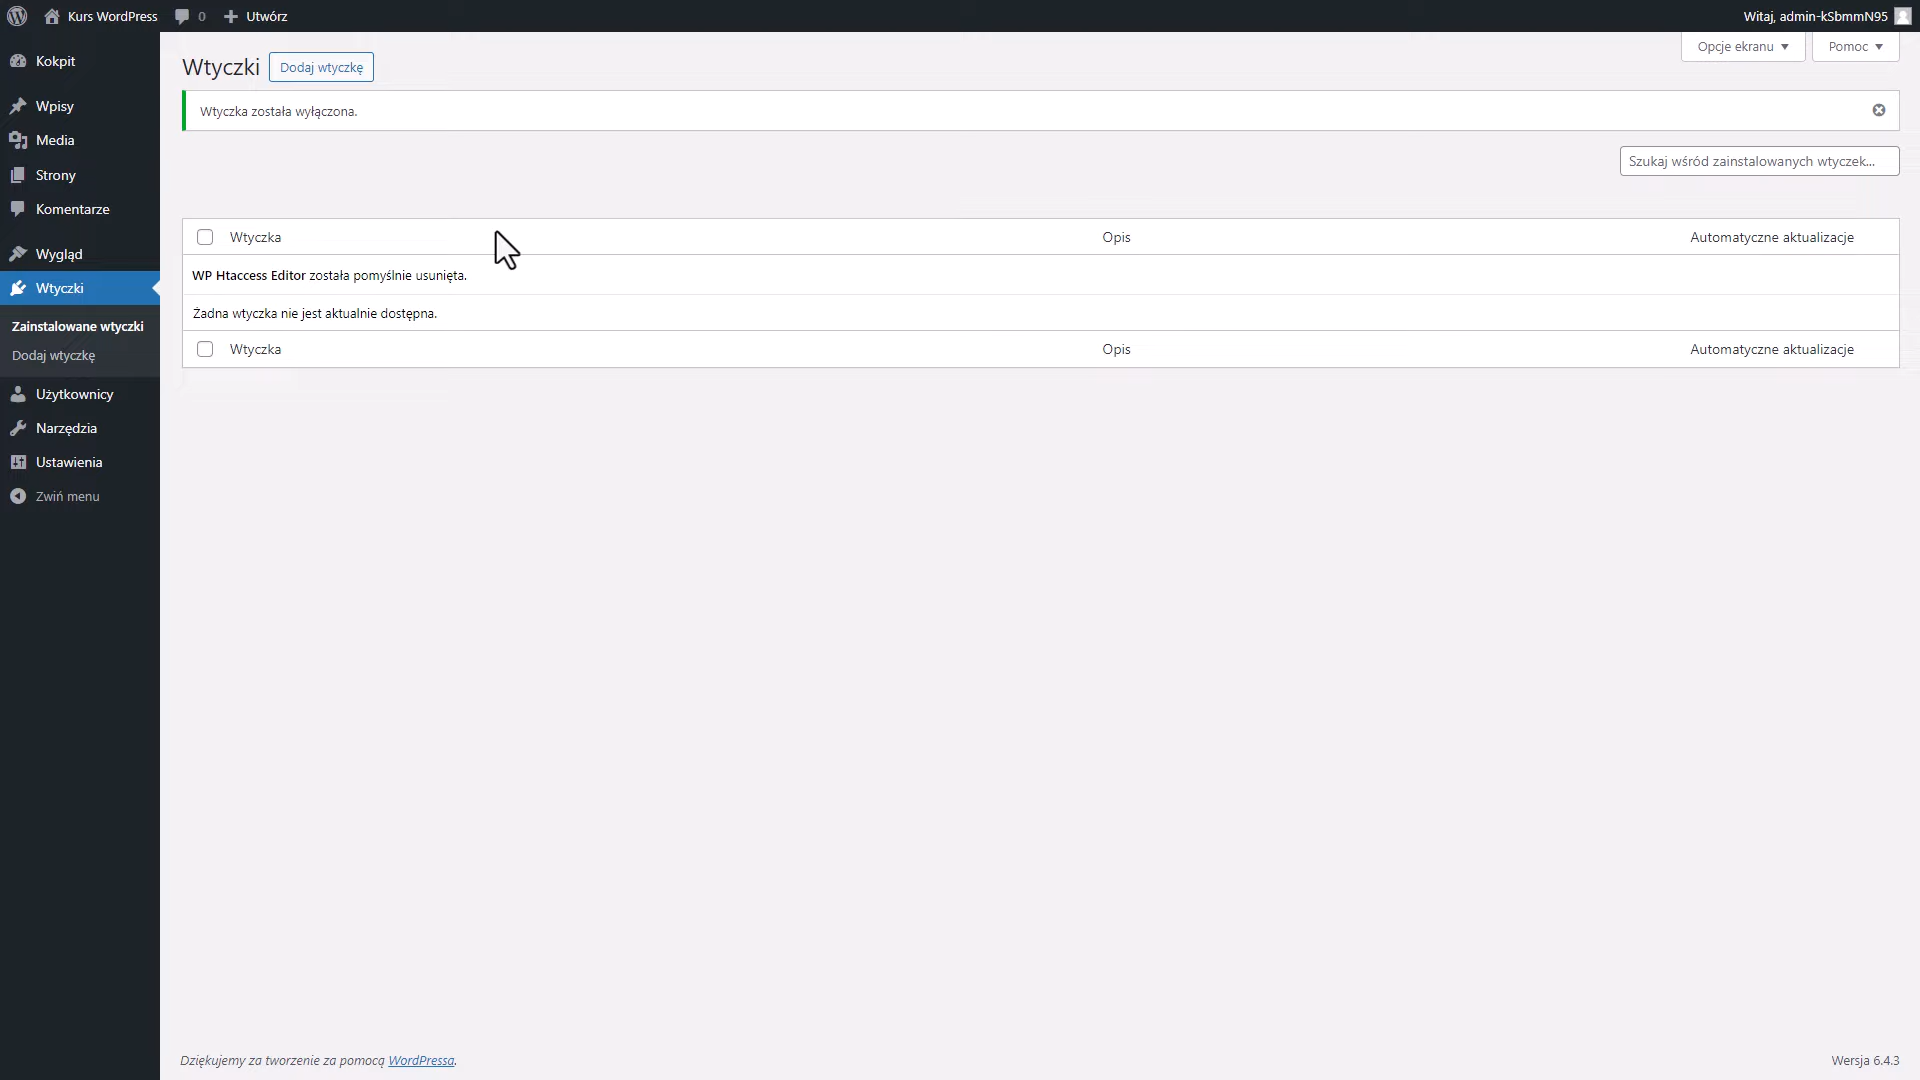 Kurs WordPress
0
Utwórz
Witaj, admin-kSbmmN95
Kokpit
Wpisy
Media
Strony
Komentarze
Wygląd
Wtyczki
Zainstalowane wtyczki
Dodaj wtyczkę
Użytkownicy
Narzędzia
Ustawienia
Zwiń menu
Opcje ekranu
Pomoc
Wtyczki
Dodaj wtyczkę
Wtyczka została wyłączona.
Szukaj wśród zainstalowanych wtyczek...
Wtyczka
Opis
Automatyczne aktualizacje
WP Htaccess Editor została pomyślnie usunięta.
Żadna wtyczka nie jest aktualnie dostępna.
Wtyczka
Opis
Automatyczne aktualizacje
Dziękujemy za tworzenie za pomocą WordPressa.
Wersja 6.4.3